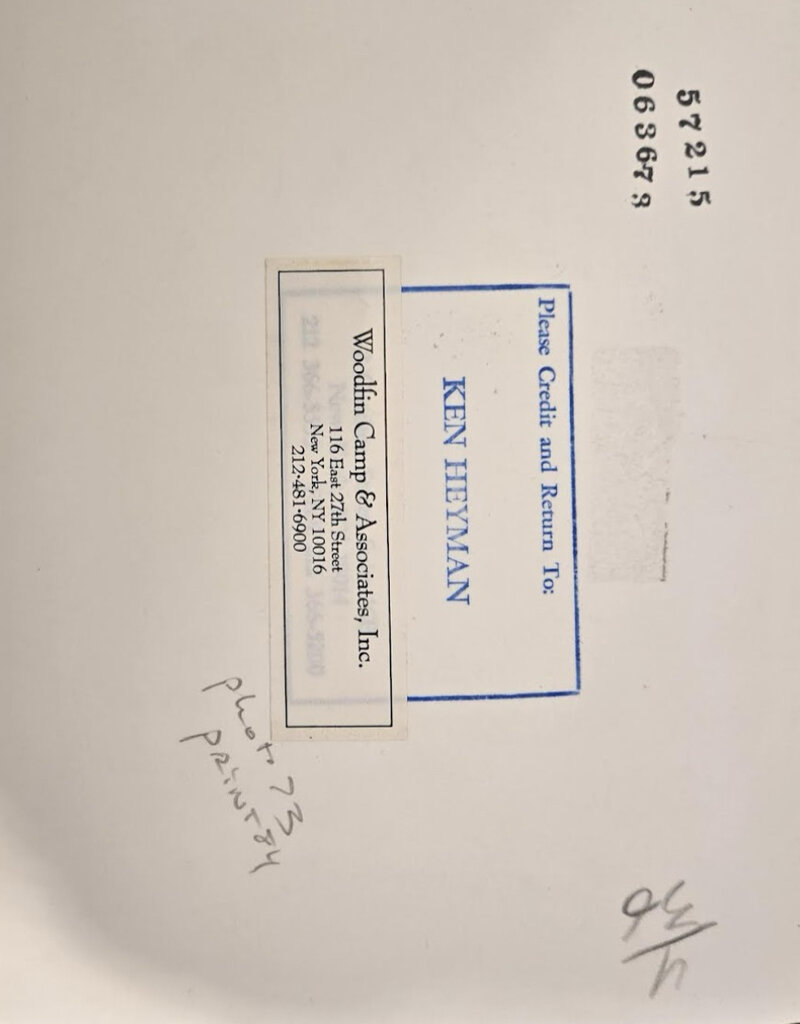 57215
063673
Please Credit and Return To:
KEN HEYMAN
Woodfin Camp & Associates, Inc.
116 East 27th Street
New York, NY 10016
212·481·6900
photo 73
PRINT 84